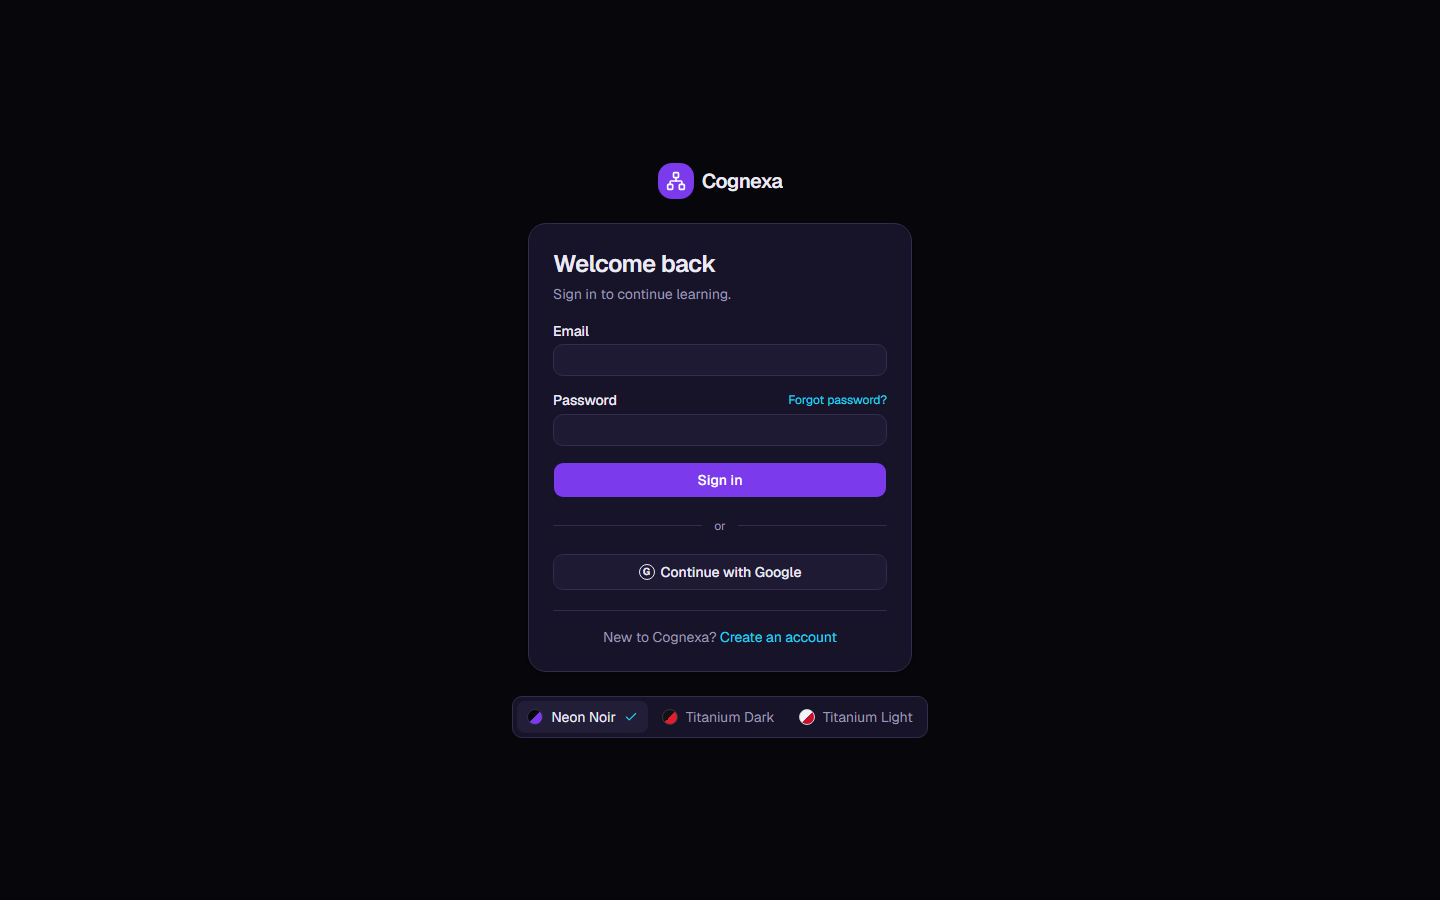 Cognexa
Welcome back
Sign in to continue learning.
Email
Password Forgot password?
Sign in
or
G Continue with Google
New to Cognexa? Create an account
Neon Noir Titanium Dark Titanium Light